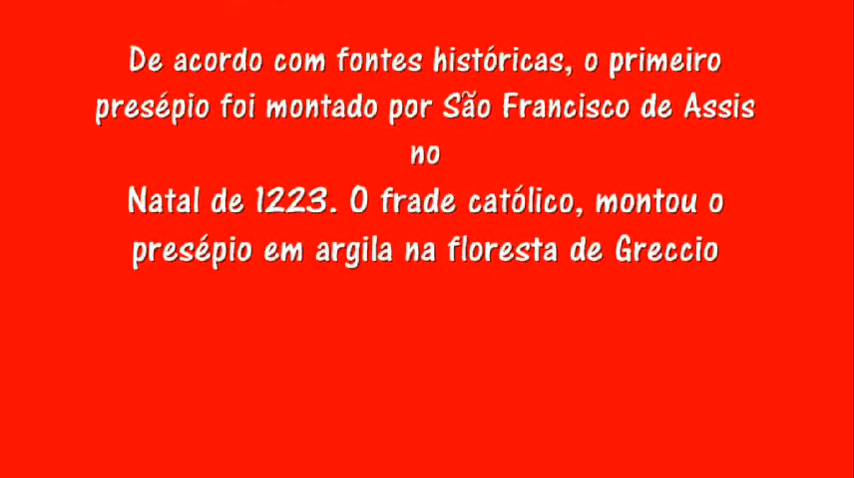 De acordo com fontes históricas, o primeiro
presépio foi montado por São Francisco de Assis
no
Natal de 1223. O frade católico, montou o
presépio em argila na floresta de Greccio